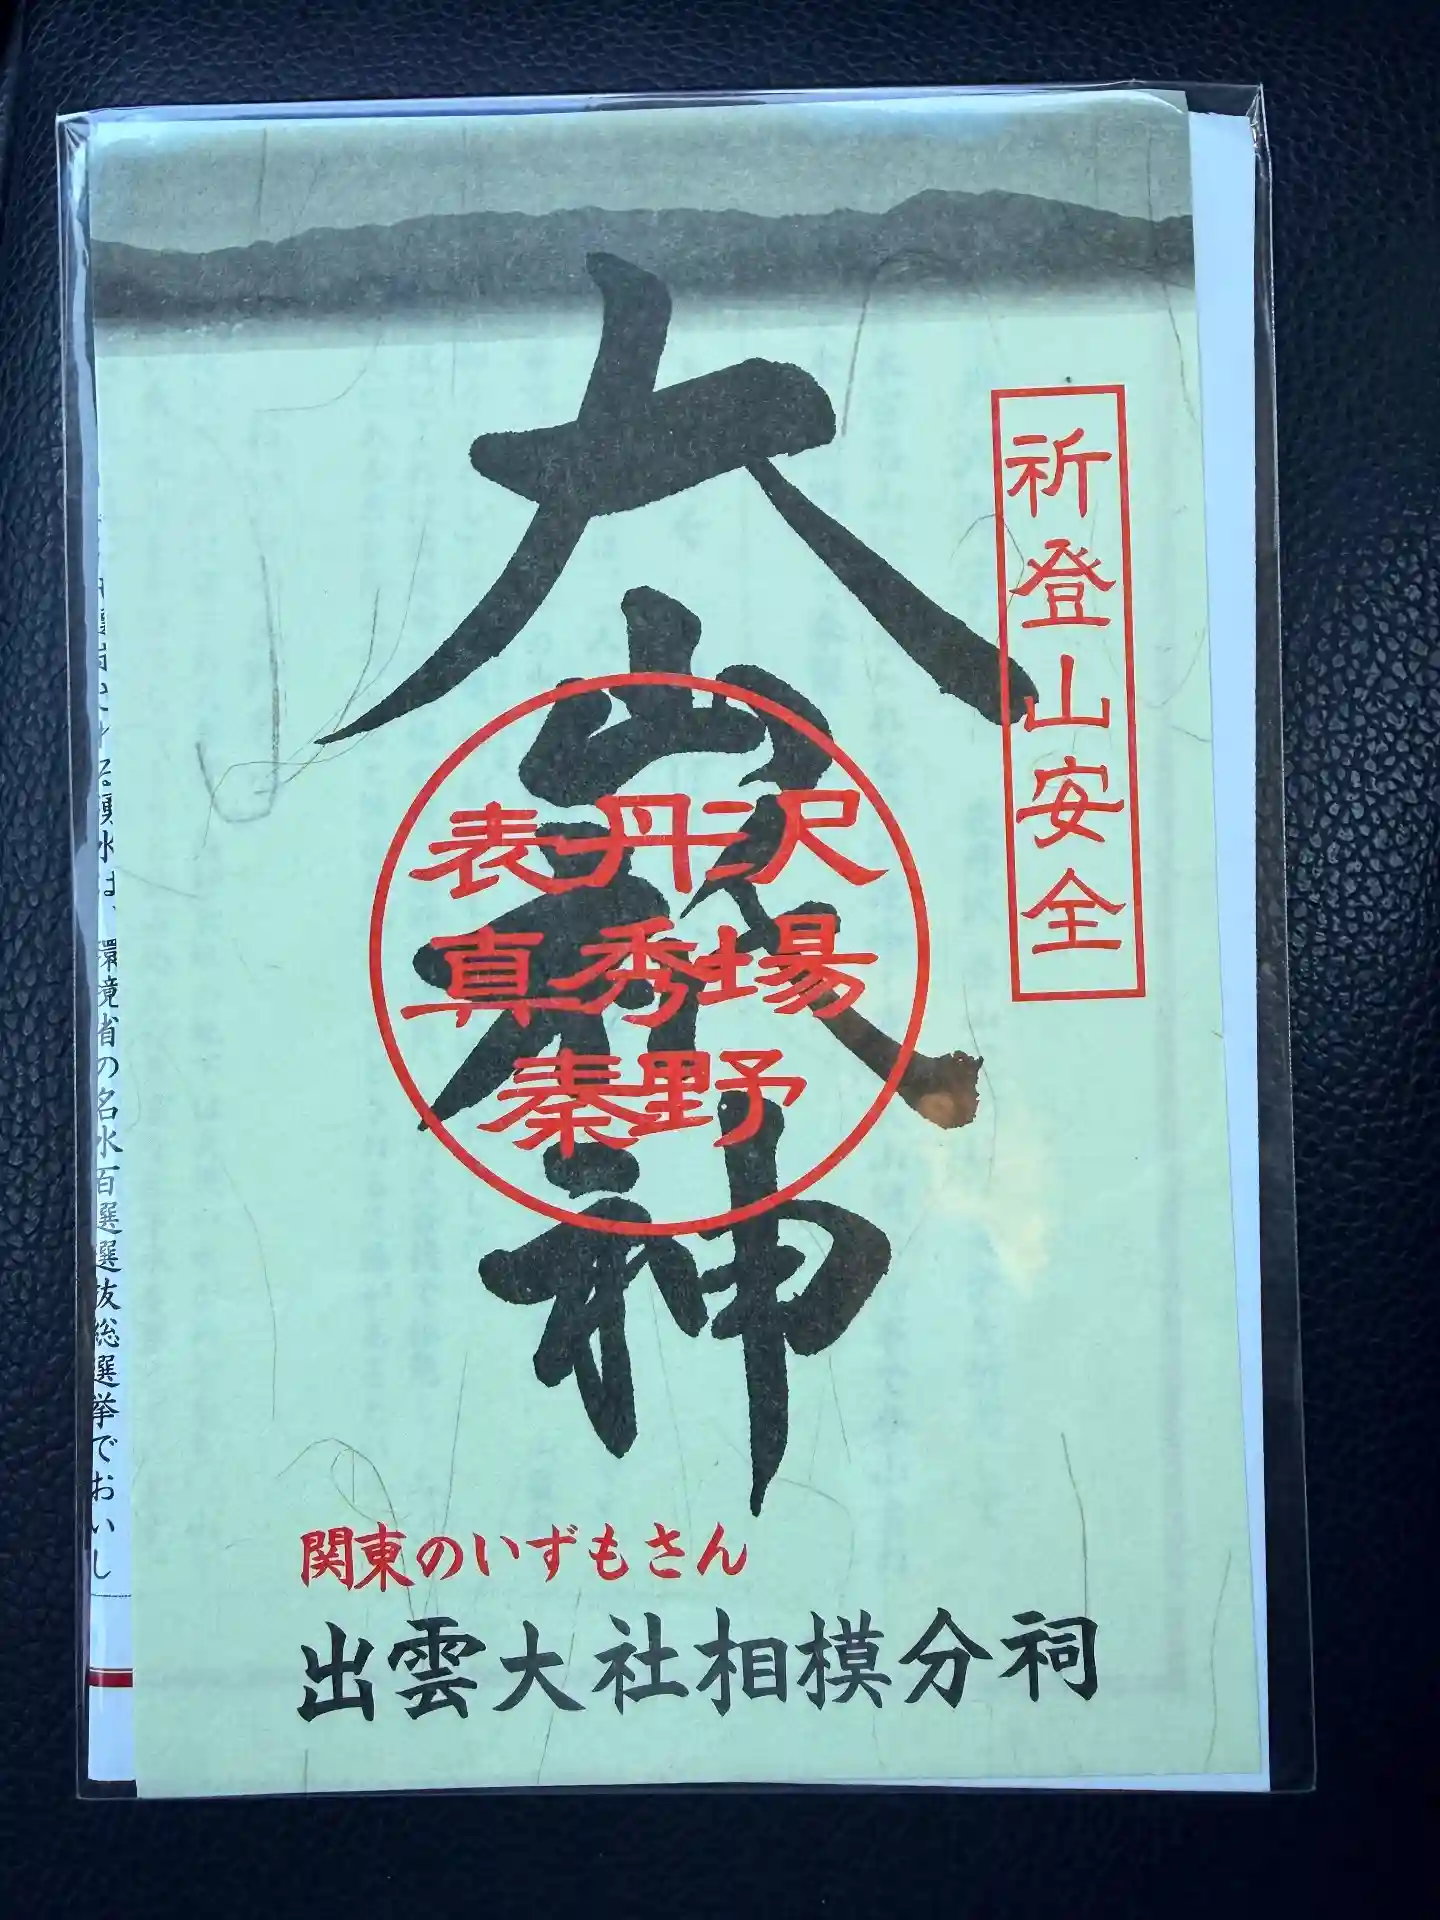 祈登山安全
大山祇神
表丹沢
真秀場
秦野
関東のいずもさん
出雲大社相模分祠
水は、環境省の名水百選選抜総選挙でおいし